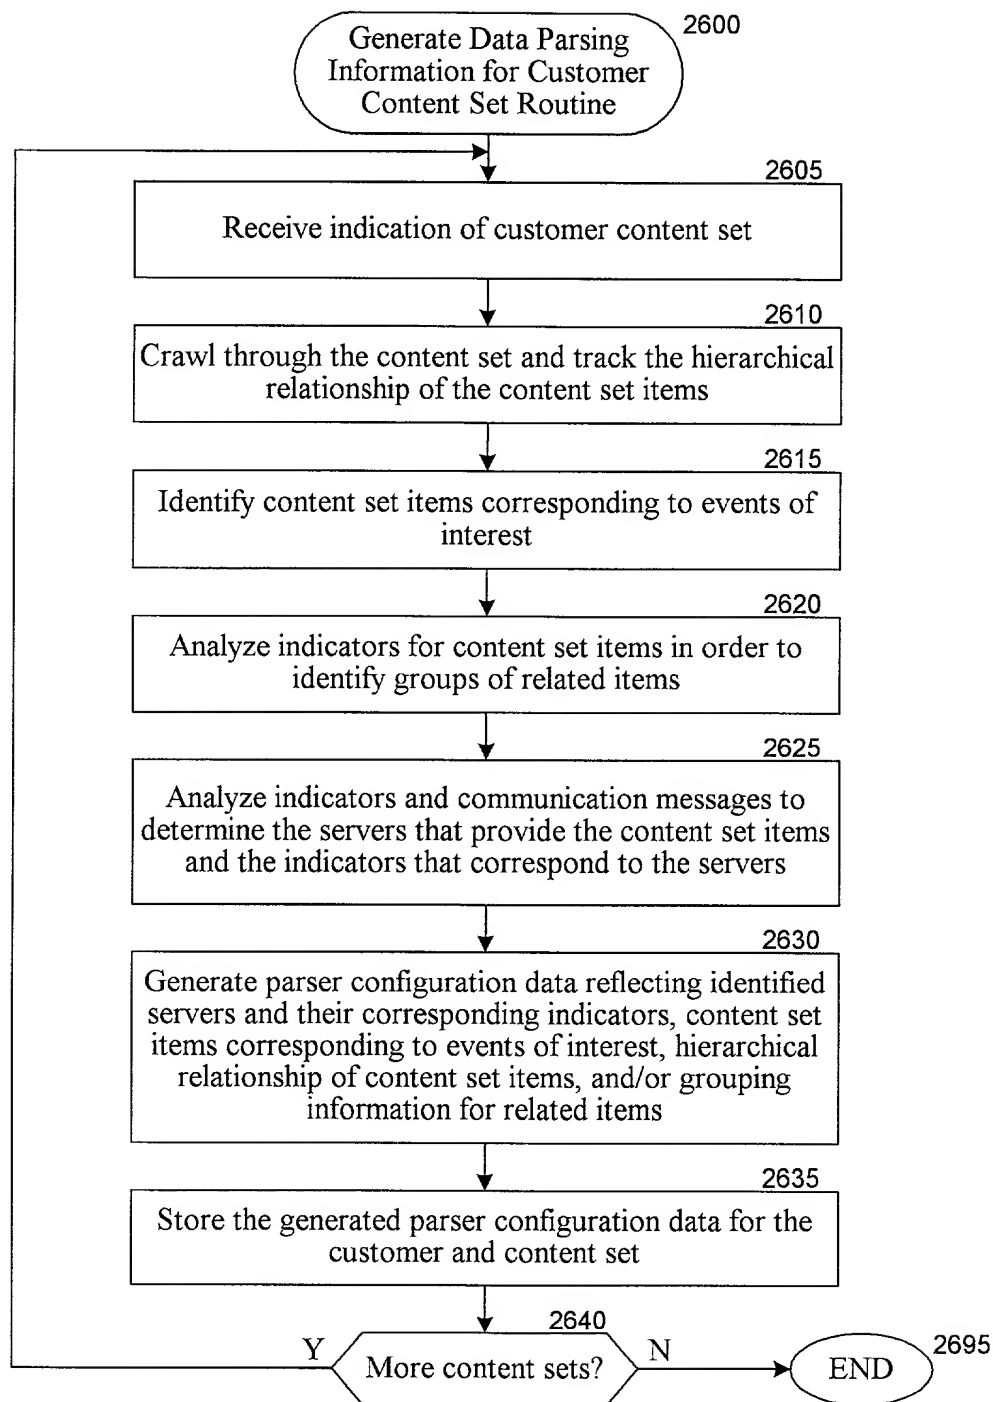 2600
Generate Data Parsing
Information for Customer
Content Set Routine
2605
Receive indication of customer content set
2610
Crawl through the content set and track the hierarchical
relationship of the content set items
2615
Identify content set items corresponding to events of
interest
2620
Analyze indicators for content set items in order to
identify groups of related items
2625
Analyze indicators and communication messages to
determine the servers that provide the content set items
and the indicators that correspond to the servers
2630
Generate parser configuration data reflecting identified
servers and their corresponding indicators, content set
items corresponding to events of interest, hierarchical
relationship of content set items, and/or grouping
information for related items
2635
Store the generated parser configuration data for the
customer and content set
2640
Y
More content sets?
N
2695
END